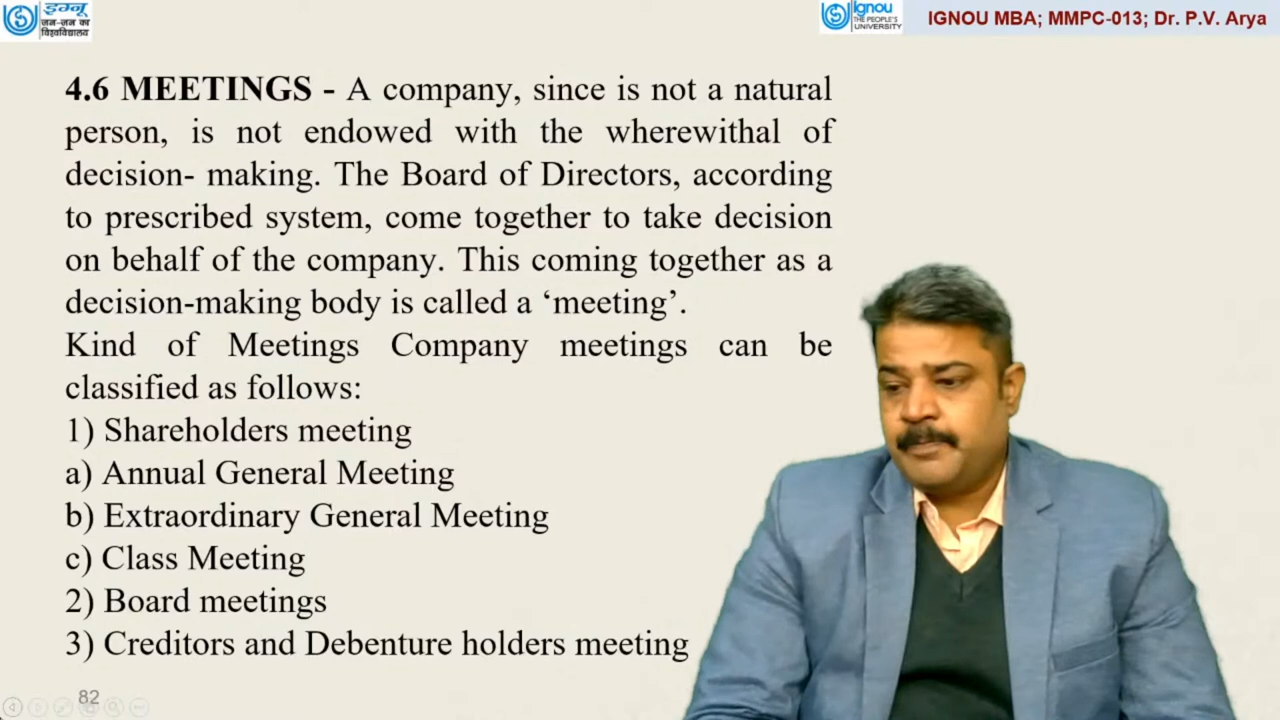 इग्नू
जन-जन का
विश्वविद्यालय
ignou
THE PEOPLE'S
UNIVERSITY
IGNOU MBA; MMPC-013; Dr. P.V. Arya
4.6 MEETINGS - A company, since is not a natural
person, is not endowed with the wherewithal of
decision- making. The Board of Directors, according
to prescribed system, come together to take decision
on behalf of the company. This coming together as a
decision-making body is called a ‘meeting’.
Kind of Meetings Company meetings can be
classified as follows:
1) Shareholders meeting
a) Annual General Meeting
b) Extraordinary General Meeting
c) Class Meeting
2) Board meetings
3) Creditors and Debenture holders meeting
82